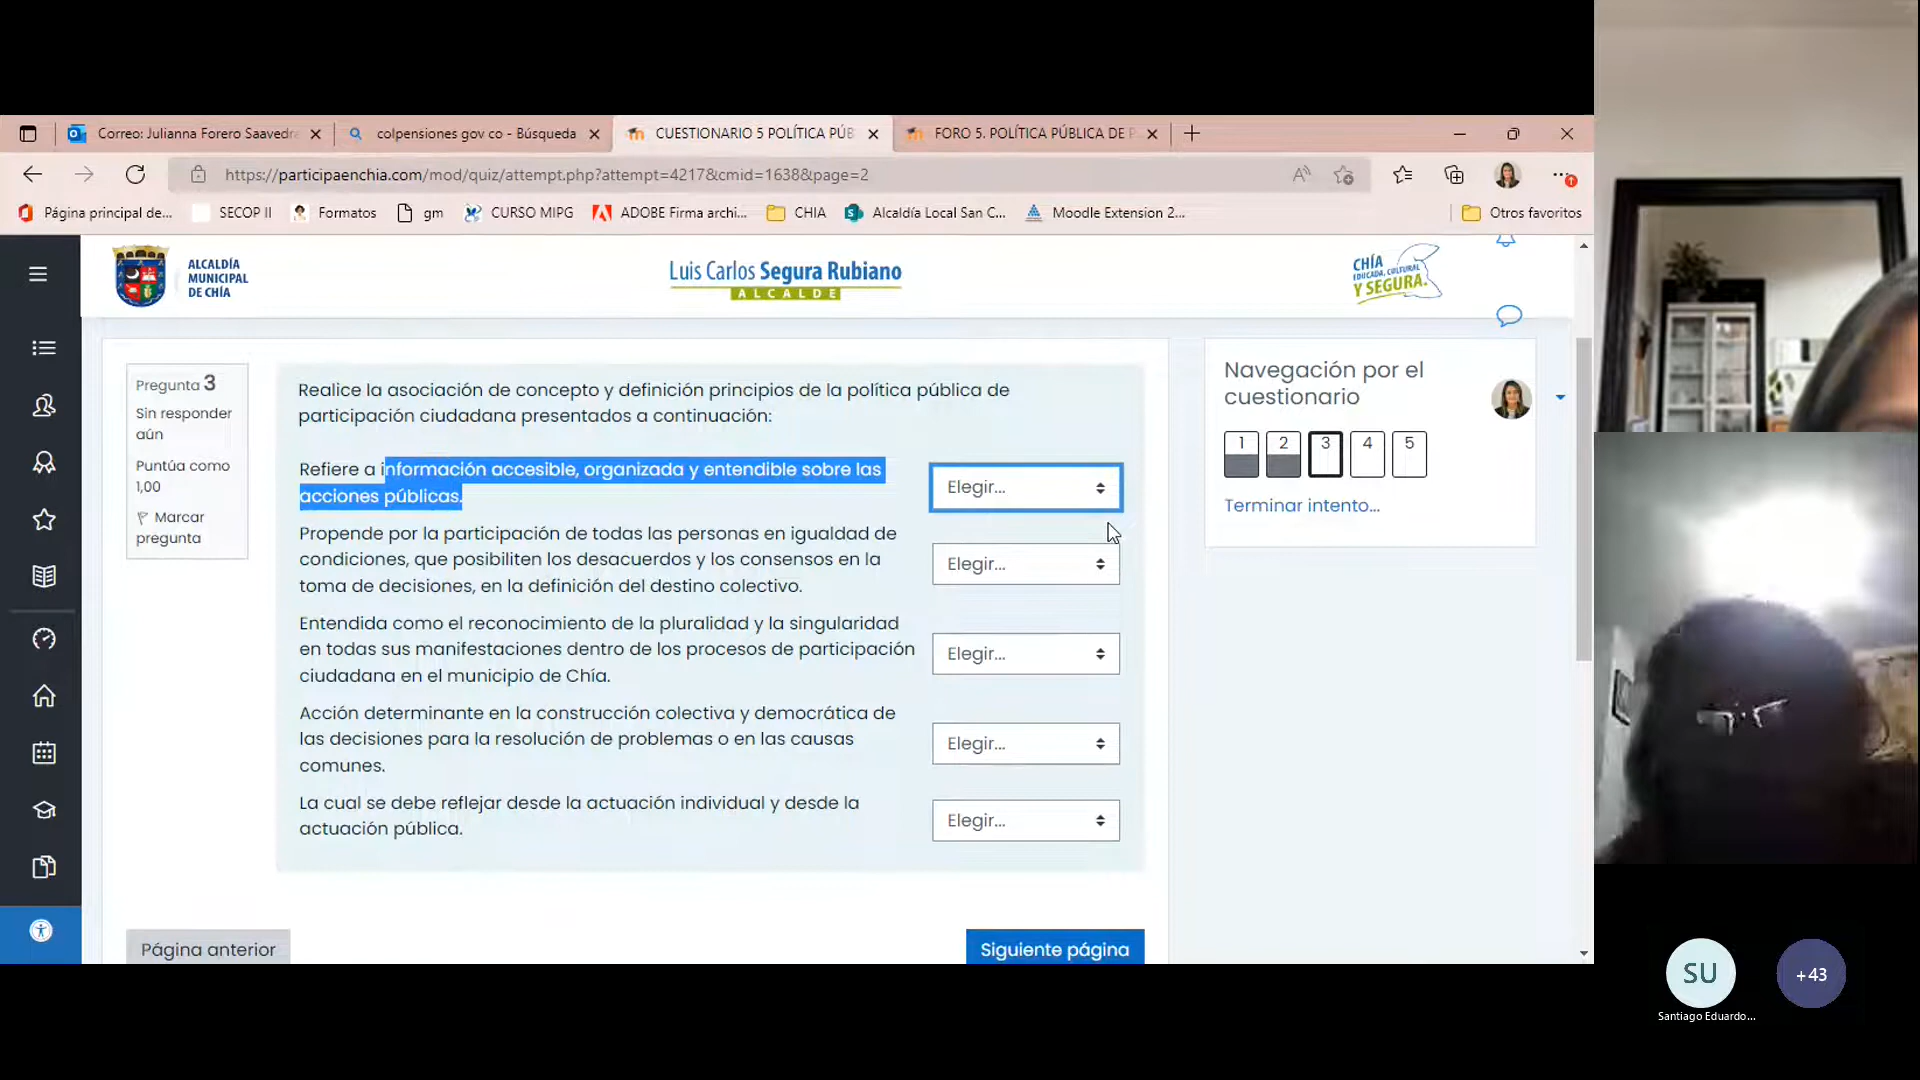 Correo: Julianna Forero Saavedra
colpensiones gov co - Búsqueda
CUESTIONARIO 5 POLÍTICA PÚB
FORO 5. POLÍTICA PÚBLICA DE P
https://participaenchia.com/mod/quiz/attempt.php?attempt=4217&cmid=1638&page=2
Página principal de...
SECOP II
Formatos
gm
CURSO MIPG
ADOBE Firma archi...
CHIA
Alcaldía Local San C...
Moodle Extension 2...
Otros favoritos
ALCALDÍA
MUNICIPAL
DE CHÍA
Luis Carlos Segura Rubiano
ALCALDE
CHÍA
EDUCADA, CULTURAL
Y SEGURA.
Pregunta 3
Sin responder
aún
Puntúa como
1,00
Marcar
pregunta
Realice la asociación de concepto y definición principios de la política pública de
participación ciudadana presentados a continuación:
Refiere a información accesible, organizada y entendible sobre las
acciones públicas.
Elegir...
Propende por la participación de todas las personas en igualdad de
condiciones, que posibiliten los desacuerdos y los consensos en la
toma de decisiones, en la definición del destino colectivo.
Elegir...
Entendida como el reconocimiento de la pluralidad y la singularidad
en todas sus manifestaciones dentro de los procesos de participación
ciudadana en el municipio de Chía.
Elegir...
Acción determinante en la construcción colectiva y democrática de
las decisiones para la resolución de problemas o en las causas
comunes.
Elegir...
La cual se debe reflejar desde la actuación individual y desde la
actuación pública.
Elegir...
Página anterior
Siguiente página
Navegación por el
cuestionario
1 2 3 4 5
Terminar intento...
SU
Santiago Eduardo...
+43